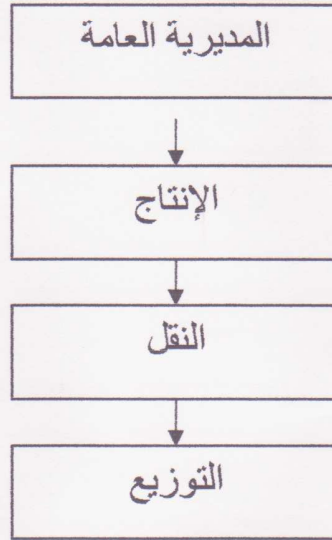 المديرية العامة
الإنتاج
النقل
التوزيع